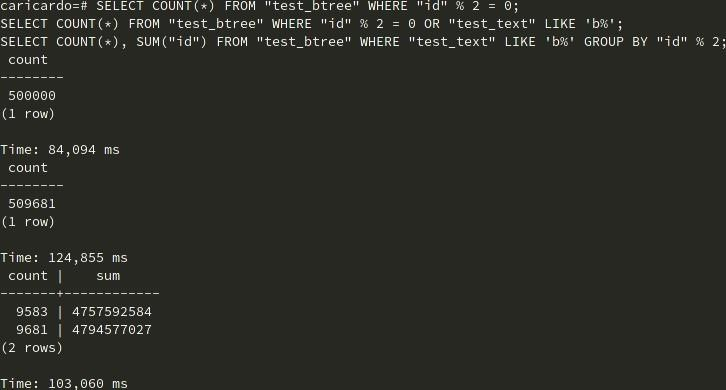 caricardo=# SELECT COUNT(*) FROM "test_btree" WHERE "id" % 2 = 0;
SELECT COUNT(*) FROM "test_btree" WHERE "id" % 2 = 0 OR "test_text" LIKE 'b%';
SELECT COUNT(*), SUM("id") FROM "test_btree" WHERE "test_text" LIKE 'b%' GROUP BY "id" % 2;
 count
--------
 500000
(1 row)

Time: 84,094 ms
 count
--------
 509681
(1 row)

Time: 124,855 ms
 count |    sum
-------+------------
  9583 | 4757592584
  9681 | 4794577027
(2 rows)

Time: 103,060 ms